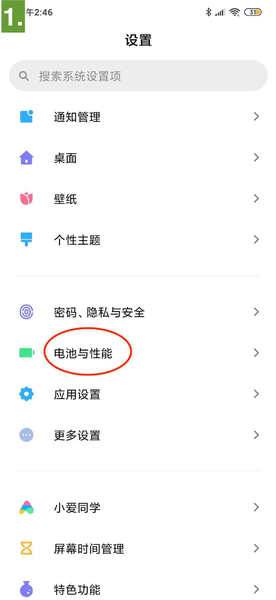 1.
午2:46
31
设置
搜索系统设置项
通知管理
桌面
壁纸
个性主题
密码、隐私与安全
电池与性能
应用设置
更多设置
小爱同学
屏幕时间管理
特色功能